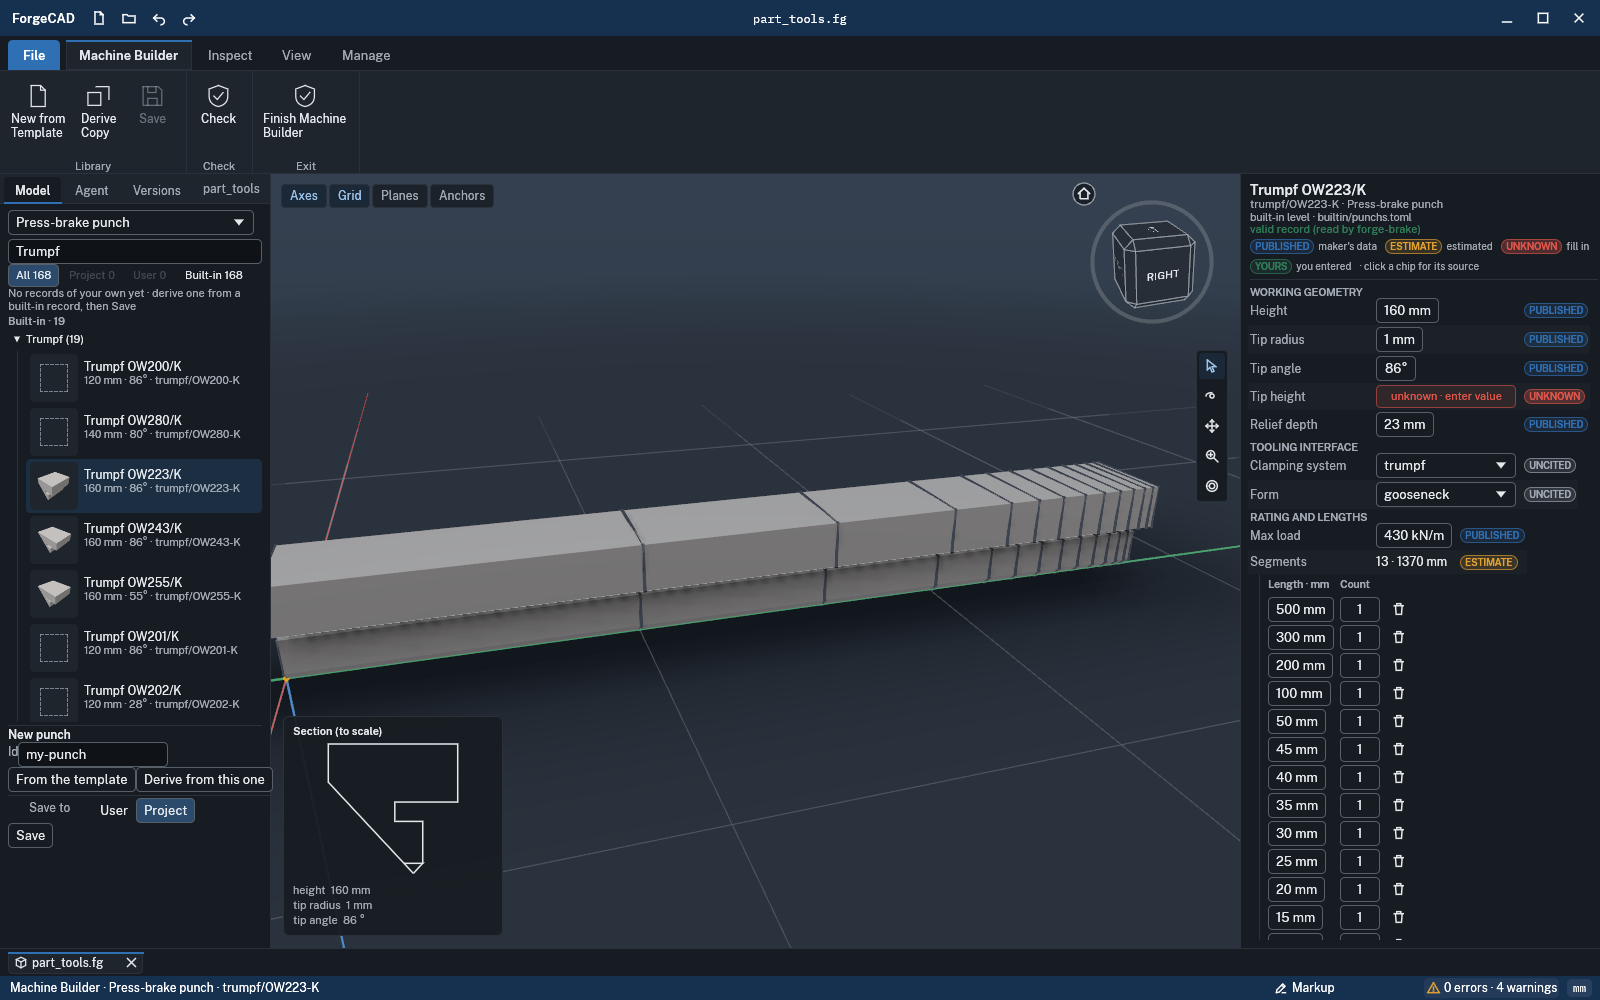 ForgeCAD
part_tools.fg
File
Machine Builder
Inspect
View
Manage
New from
Template
Derive
Copy
Save
Check
Finish Machine
Builder
Library
Check
Exit
Model
Agent
Versions
part_tools
Press-brake punch
Trumpf
All 168
Project 0
User 0
Built-in 168
No records of your own yet · derive one from a
built-in record, then Save
Built-in · 19
Trumpf (19)
Trumpf OW200/K
120 mm · 86° · trumpf/OW200-K
Trumpf OW280/K
140 mm · 80° · trumpf/OW280-K
Trumpf OW223/K
160 mm · 86° · trumpf/OW223-K
Trumpf OW243/K
160 mm · 86° · trumpf/OW243-K
Trumpf OW255/K
160 mm · 55° · trumpf/OW255-K
Trumpf OW201/K
120 mm · 86° · trumpf/OW201-K
Trumpf OW202/K
120 mm · 28° · trumpf/OW202-K
New punch
Id
my-punch
From the template
Derive from this one
Save to
User
Project
Save
Axes
Grid
Planes
Anchors
RIGHT
Section (to scale)
height 160 mm
tip radius 1 mm
tip angle 86 °
Trumpf OW223/K
trumpf/OW223-K · Press-brake punch
built-in level · builtin/punchs.toml
valid record (read by forge-brake)
PUBLISHED maker's data ESTIMATE estimated UNKNOWN fill in
YOURS you entered · click a chip for its source
WORKING GEOMETRY
Height 160 mm PUBLISHED
Tip radius 1 mm PUBLISHED
Tip angle 86° PUBLISHED
Tip height unknown · enter value UNKNOWN
Relief depth 23 mm PUBLISHED
TOOLING INTERFACE
Clamping system trumpf UNCITED
Form gooseneck UNCITED
RATING AND LENGTHS
Max load 430 kN/m PUBLISHED
Segments 13 · 1370 mm ESTIMATE
Length · mm Count
500 mm 1
300 mm 1
200 mm 1
100 mm 1
50 mm 1
45 mm 1
40 mm 1
35 mm 1
30 mm 1
25 mm 1
20 mm 1
15 mm 1
part_tools.fg
Machine Builder · Press-brake punch · trumpf/OW223-K
Markup
0 errors · 4 warnings
mm